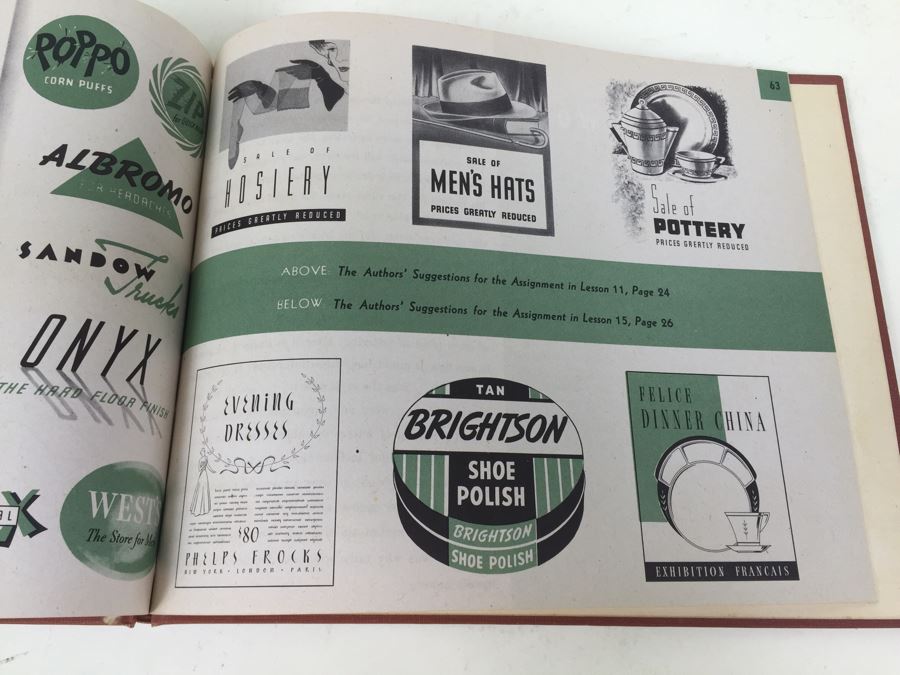 POPPO
CORN PUFFS
ZIP
ALBROMO
FOR HEADACHES
SANDOW
Trucks
ONYX
THE HARD FLOOR FINISH
X
WEST'S
The Store for Men
63
SALE OF
HOSIERY
PRICES GREATLY REDUCED
SALE OF
MEN'S HATS
PRICES GREATLY REDUCED
Sale of
POTTERY
PRICES GREATLY REDUCED
ABOVE: The Authors' Suggestions for the Assignment in Lesson 11, Page 24
BELOW: The Authors' Suggestions for the Assignment in Lesson 15, Page 26
EVENING
DRESSES
$80
PHELPS FROCKS
NEW YORK · LONDON · PARIS
TAN
BRIGHTSON
SHOE
POLISH
BRIGHTSON
SHOE POLISH
FELICE
DINNER CHINA
EXHIBITION FRANCAIS